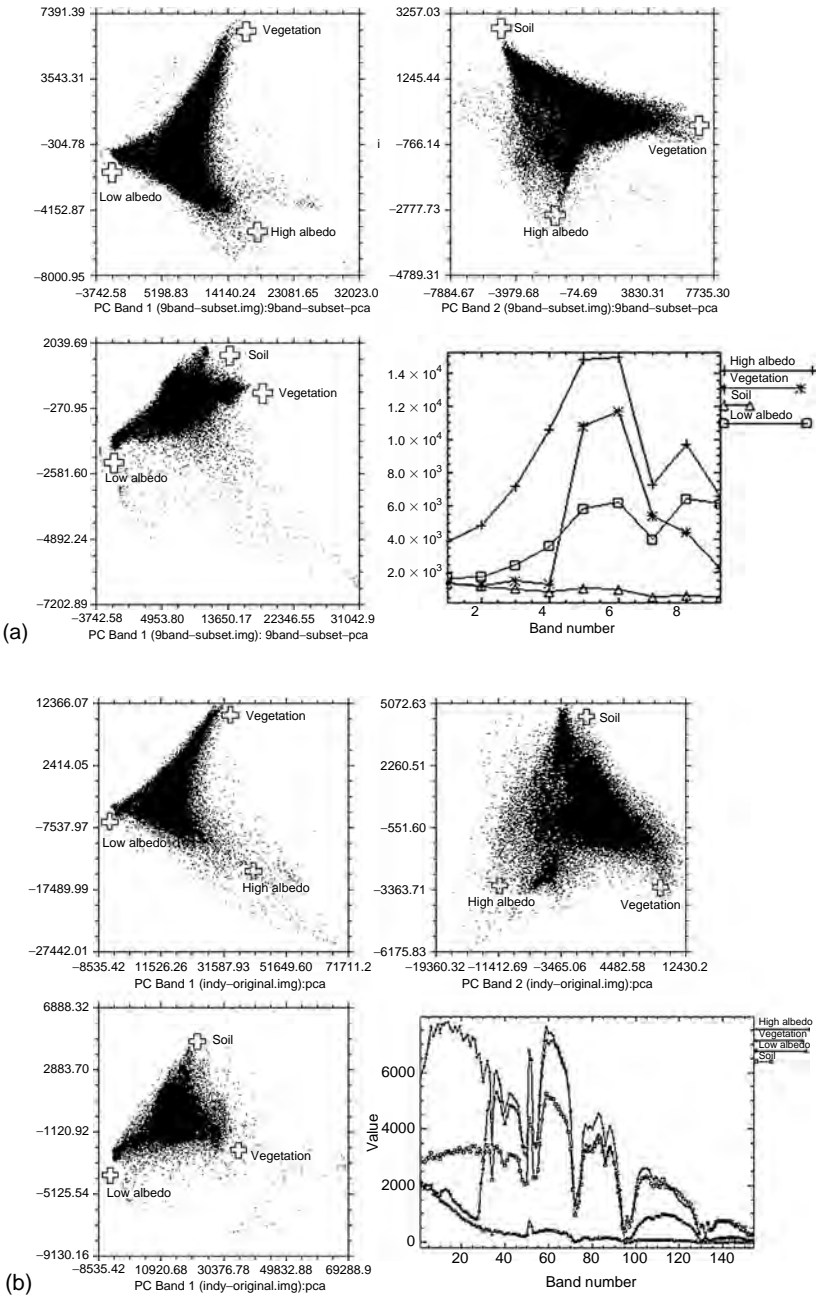 7391.39
3543.31
−304.78
−4152.87
−8000.95
Vegetation
Low albedo
High albedo
−3742.58 5198.83 14140.24 23081.65 32023.0
PC Band 1 (9band–subset.img):9band–subset–pca
3257.03
1245.44
−766.14
−2777.73
−4789.31
i
Soil
Vegetation
High albedo
−7884.67 −3979.68 −74.69 3830.31 7735.30
PC Band 2 (9band–subset.img):9band–subset–pca
2039.69
−270.95
−2581.60
−4892.24
−7202.89
Soil
Vegetation
Low albedo
−3742.58 4953.80 13650.17 22346.55 31042.9
PC Band 1 (9band–subset.img): 9band–subset–pca
1.4 × 10⁴
1.2 × 10⁴
1.0 × 10⁴
8.0 × 10³
6.0 × 10³
4.0 × 10³
2.0 × 10³
2 4 6 8
Band number
High albedo
Vegetation
Soil
Low albedo
(a)
12366.07
2414.05
−7537.97
−17489.99
−27442.01
Vegetation
Low albedo
High albedo
−8535.42 11526.26 31587.93 51649.60 71711.2
PC Band 1 (indy–original.img):pca
5072.63
2260.51
−551.60
−3363.71
−6175.83
Soil
High albedo
Vegetation
−19360.32 −11412.69 −3465.06 4482.58 12430.2
PC Band 2 (indy–original.img):pca
6888.32
2883.70
−1120.92
−5125.54
−9130.16
Soil
Vegetation
Low albedo
−8535.42 10920.68 30376.78 49832.88 69288.9
PC Band 1 (indy–original.img):pca
Value
6000
4000
2000
0
20 40 60 80 100 120 140
Band number
High albedo
Vegetation
Low albedo
Soil
(b)